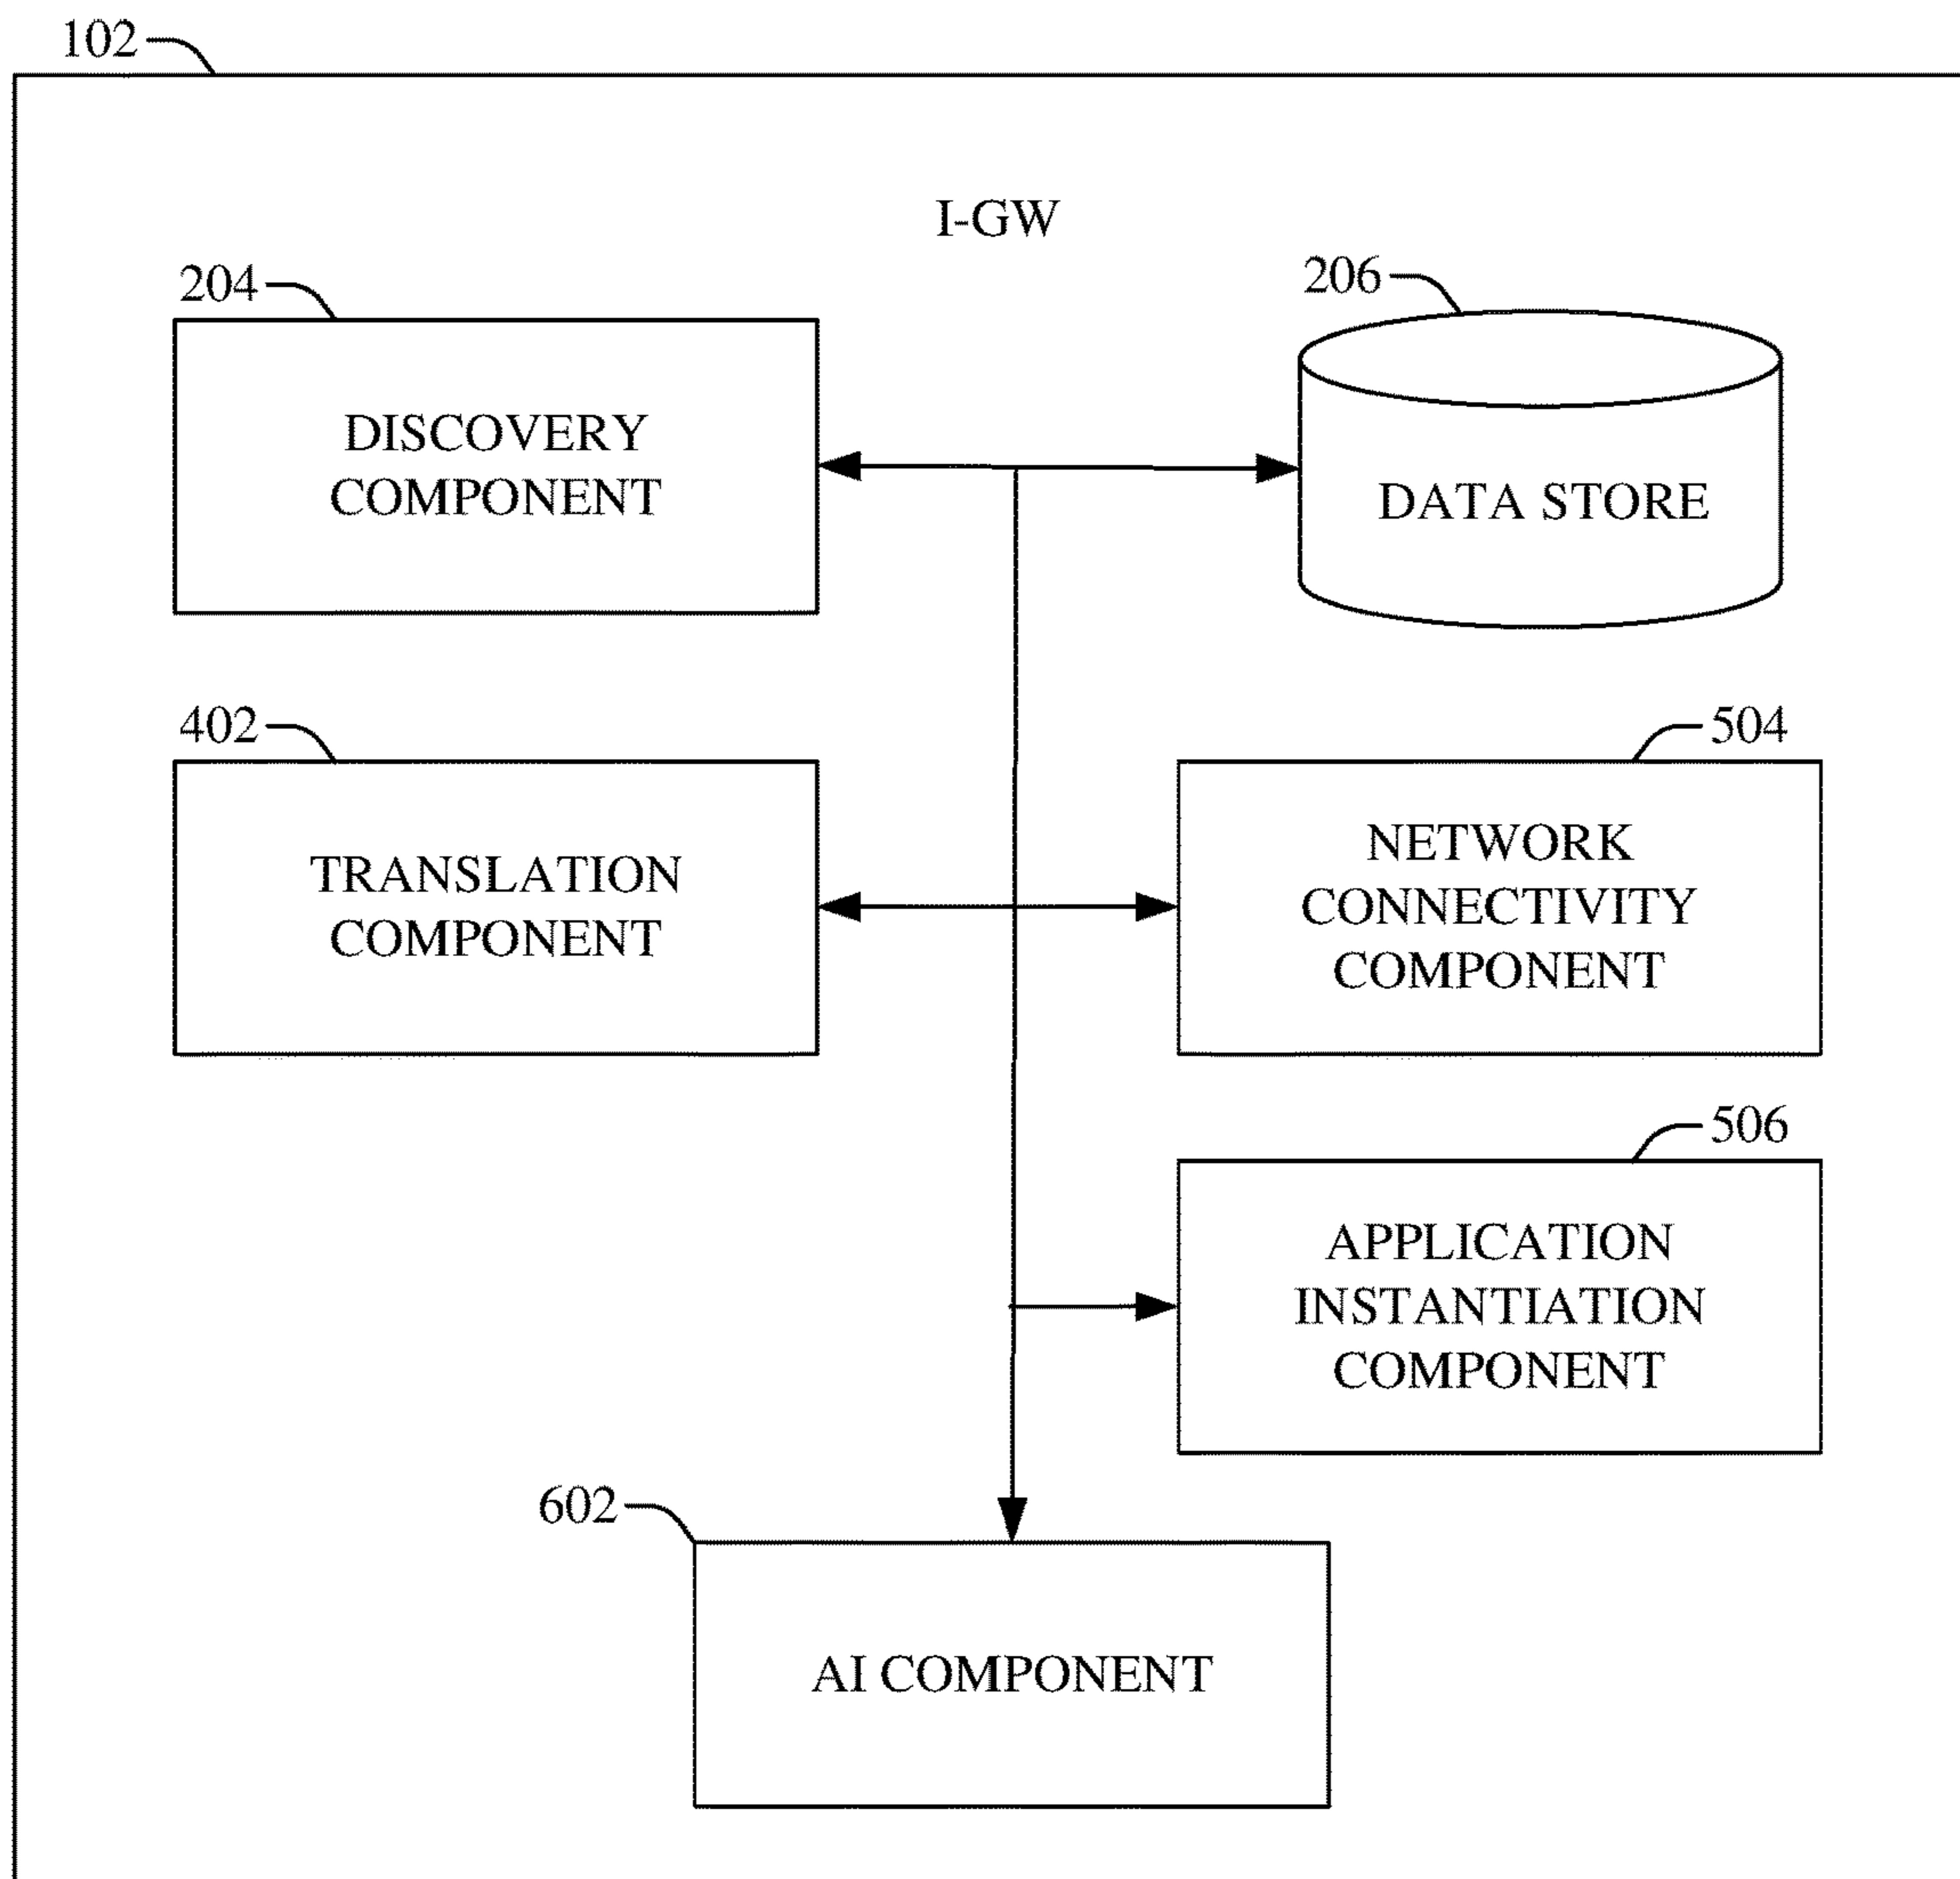 102
I-GW
204
206
DISCOVERY
COMPONENT
DATA STORE
402
504
TRANSLATION
COMPONENT
NETWORK
CONNECTIVITY
COMPONENT
506
APPLICATION
INSTANTIATION
COMPONENT
602
AI COMPONENT